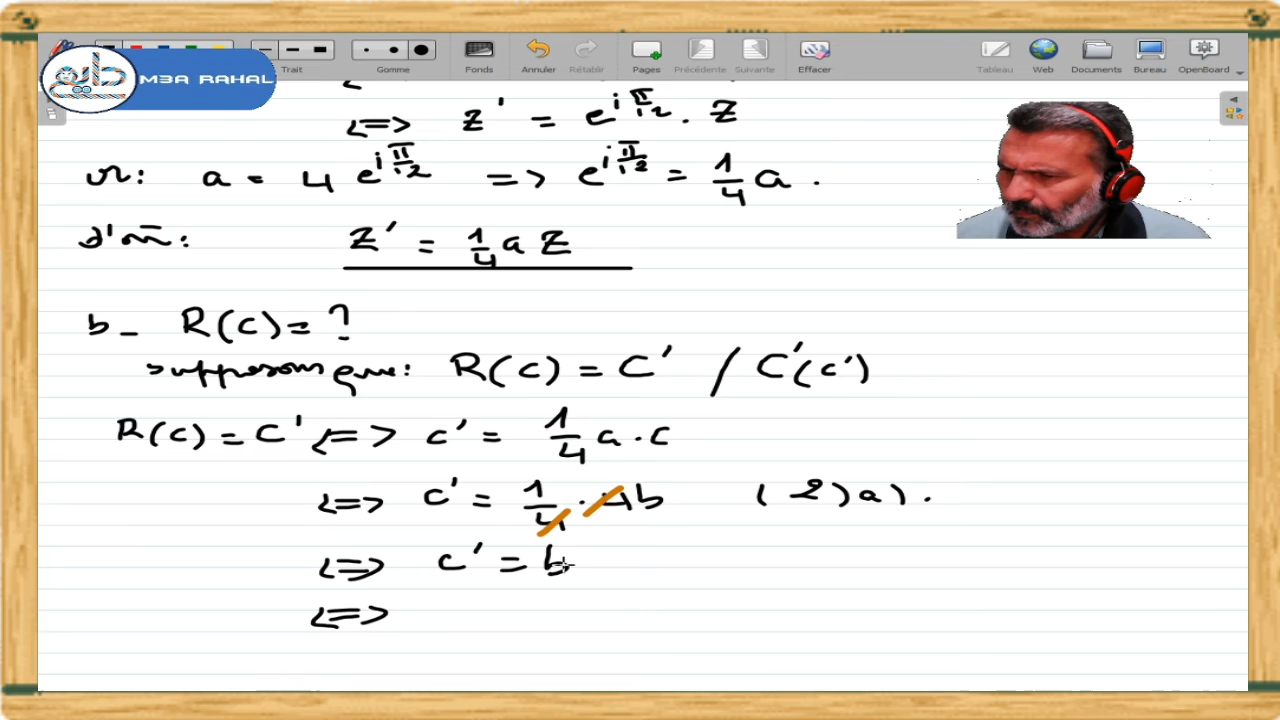 طايع
M3A RAHAL
Trait Gomme Fonds Annuler Rétablir Pages Précédente Suivante Effacer Tableau Web Documents Bureau OpenBoard
<=> z' = e^{iπ/12} . z
or: a = 4 e^{iπ/12} => e^{iπ/12} = 1/4 a .
d'où: z' = 1/4 a z
b - R(C) = ?
supposons que: R(C) = C' / C'(c')
R(C) = C' <=> c' = 1/4 a . c
<=> c' = 1/4 . 4b (2)a) .
<=> c' = b
<=>